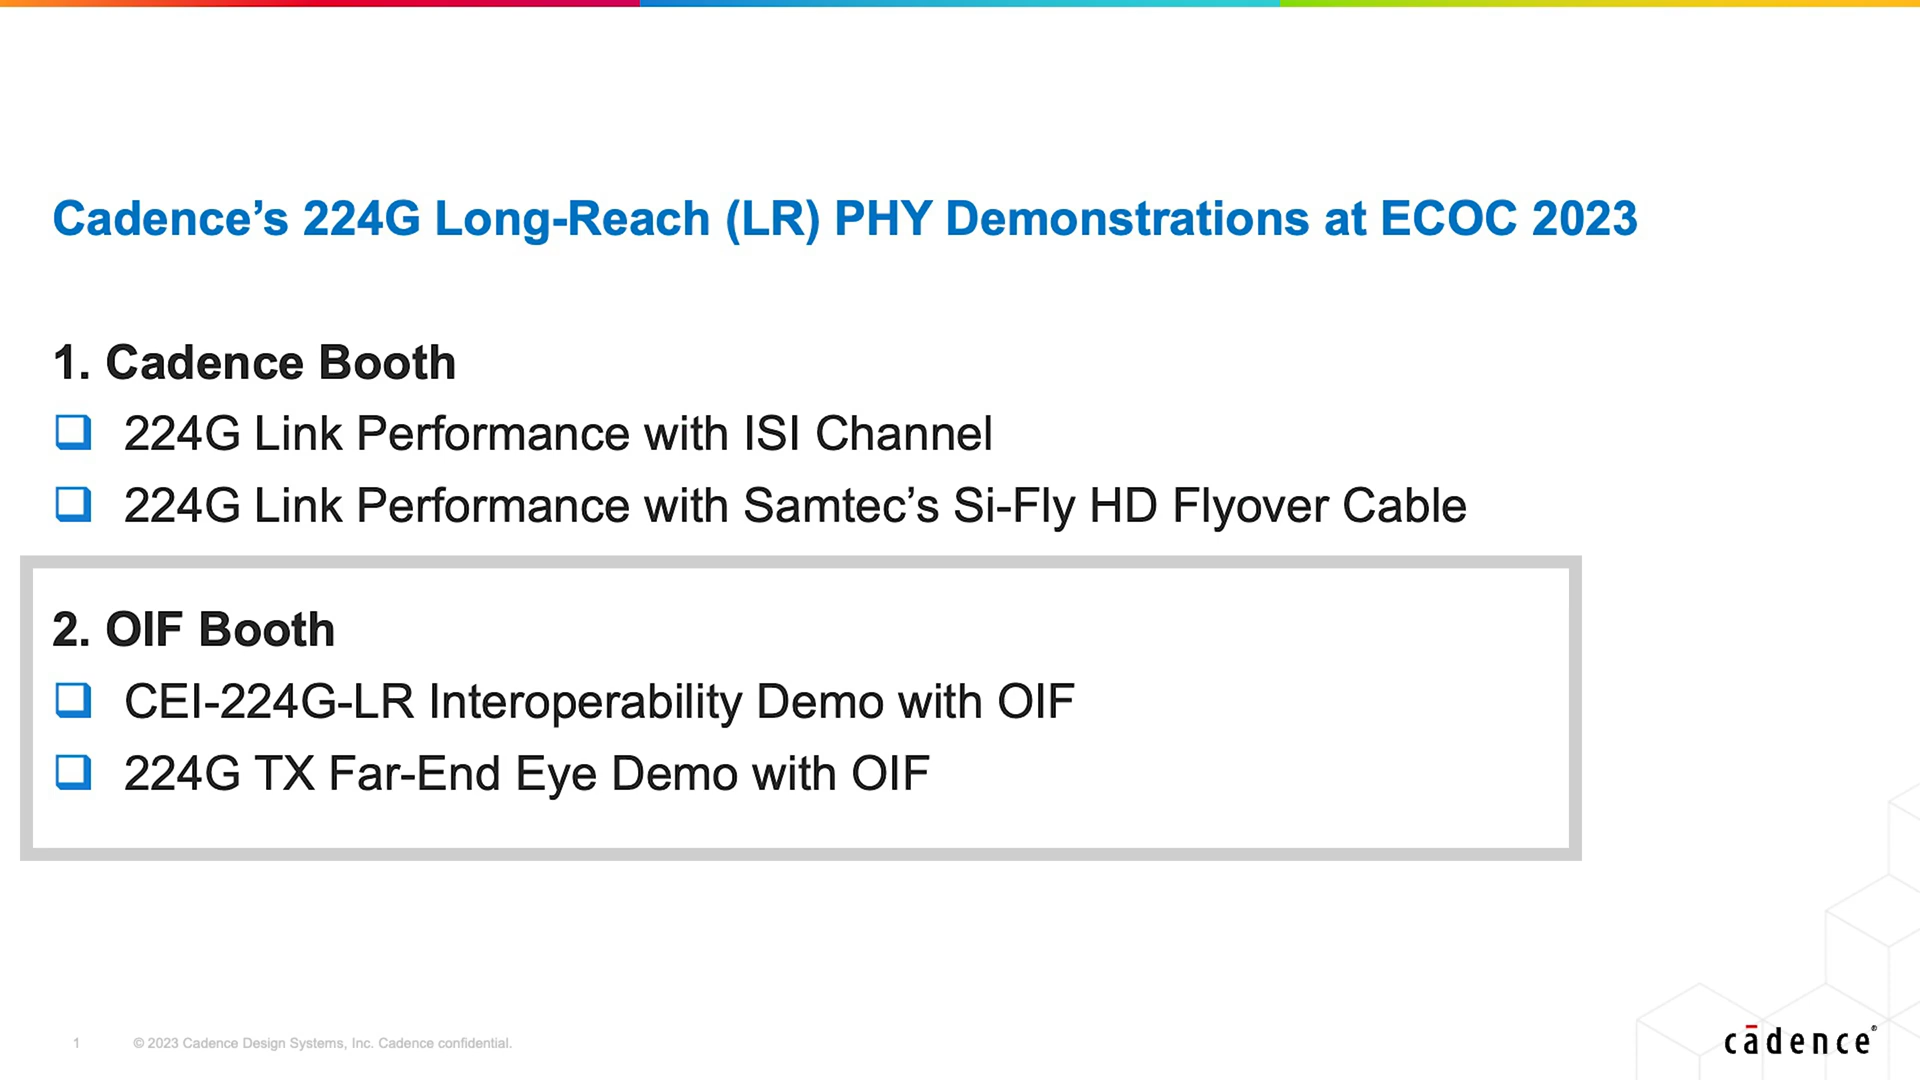 Cadence’s 224G Long-Reach (LR) PHY Demonstrations at ECOC 2023
1. Cadence Booth
❑ 224G Link Performance with ISI Channel
❑ 224G Link Performance with Samtec’s Si-Fly HD Flyover Cable
2. OIF Booth
❑ CEI-224G-LR Interoperability Demo with OIF
❑ 224G TX Far-End Eye Demo with OIF
1 © 2023 Cadence Design Systems, Inc. Cadence confidential.
cādence®